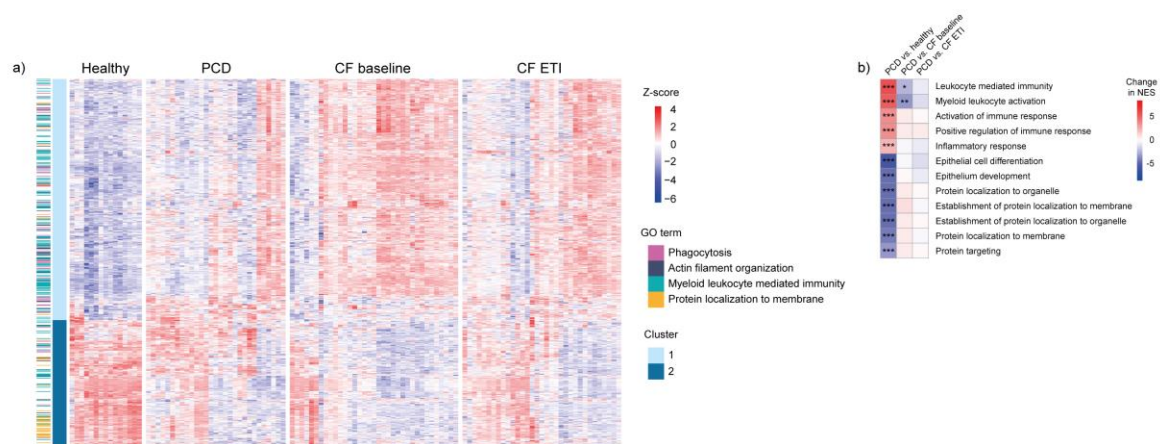 a)
Healthy PCD CF baseline CF ETI
Z-score
4
2
0
−2
−4
−6
GO term
Phagocytosis
Actin filament organization
Myeloid leukocyte mediated immunity
Protein localization to membrane
Cluster
1
2
b)
PCD vs. healthy
PCD vs. CF baseline
PCD vs. CF ETI
*** * Leukocyte mediated immunity
*** ** Myeloid leukocyte activation
*** Activation of immune response
*** Positive regulation of immune response
*** Inflammatory response
*** Epithelial cell differentiation
*** Epithelium development
*** Protein localization to organelle
*** Establishment of protein localization to membrane
*** Establishment of protein localization to organelle
*** Protein localization to membrane
*** Protein targeting
Change
in NES
5
0
-5